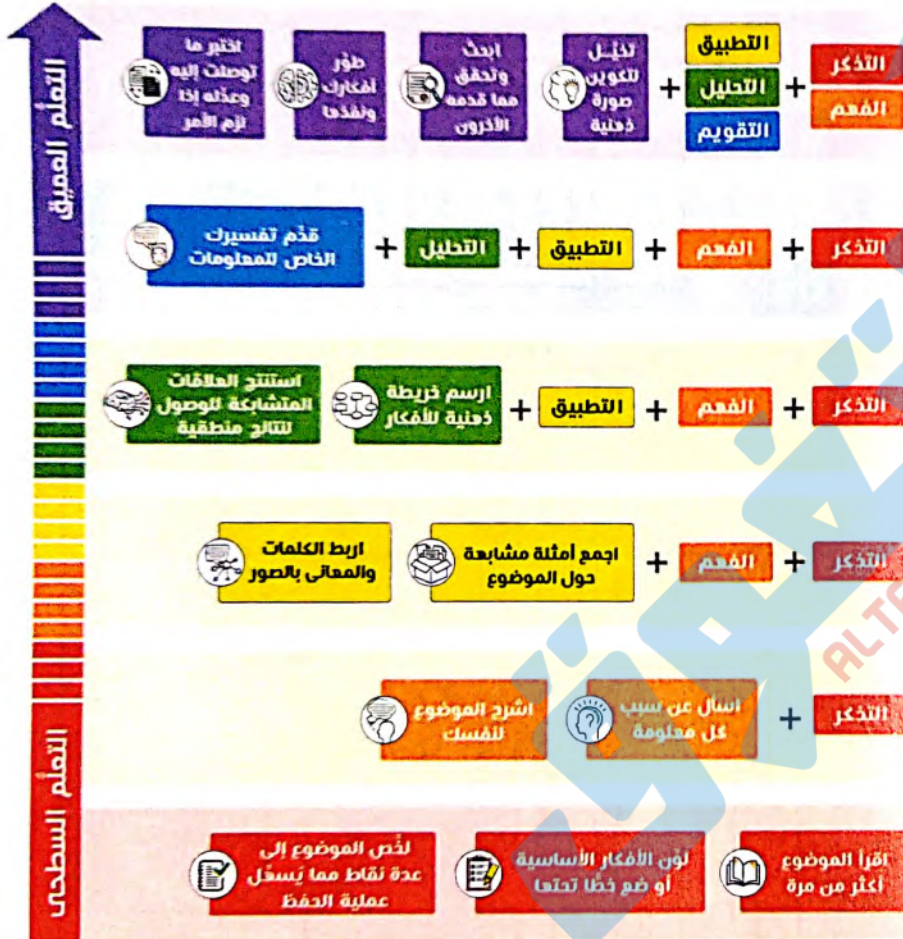 التعلم العميق
التذكر
الفهم
+
التطبيق
التحليل
التقويم
+
تخيَّل
لتكوين
صورة
ذهنية
ابحث
وتحقق
مما قدمه
الآخرون
طوِّر
أفكارك
ونفذها
اختبر ما
توصلت إليه
وعدِّله إذا
لزم الأمر
التذكر + الفهم + التطبيق + التحليل +
قدِّم تفسيرك
الخاص للمعلومات
التذكر + الفهم + التطبيق +
ارسم خريطة
ذهنية للأفكار
استنتج العلاقات
المتشابكة للوصول
لنتائج منطقية
التذكر + الفهم +
اجمع أمثلة مشابهة
حول الموضوع
اربط الكلمات
والمعانى بالصور
التذكر +
اسأل عن سبب
كل معلومة
اشرح الموضوع
لنفسك
اقرأ الموضوع
أكثر من مرة
لوِّن الأفكار الأساسية
أو ضع خطًا تحتها
لخِّص الموضوع إلى
عدة نقاط مما يُسهِّل
عملية الحفظ
التعلُّم السطحى